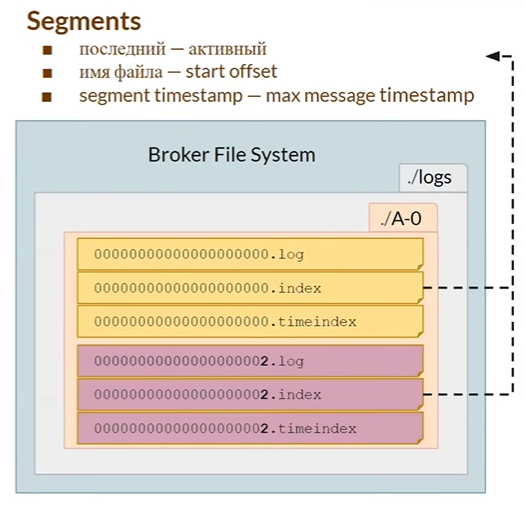 Segments
■ последний — активный
■ имя файла — start offset
■ segment timestamp — max message timestamp
Broker File System
./logs
./A-0
00000000000000000000.log
00000000000000000000.index
00000000000000000000.timeindex
00000000000000000002.log
00000000000000000002.index
00000000000000000002.timeindex